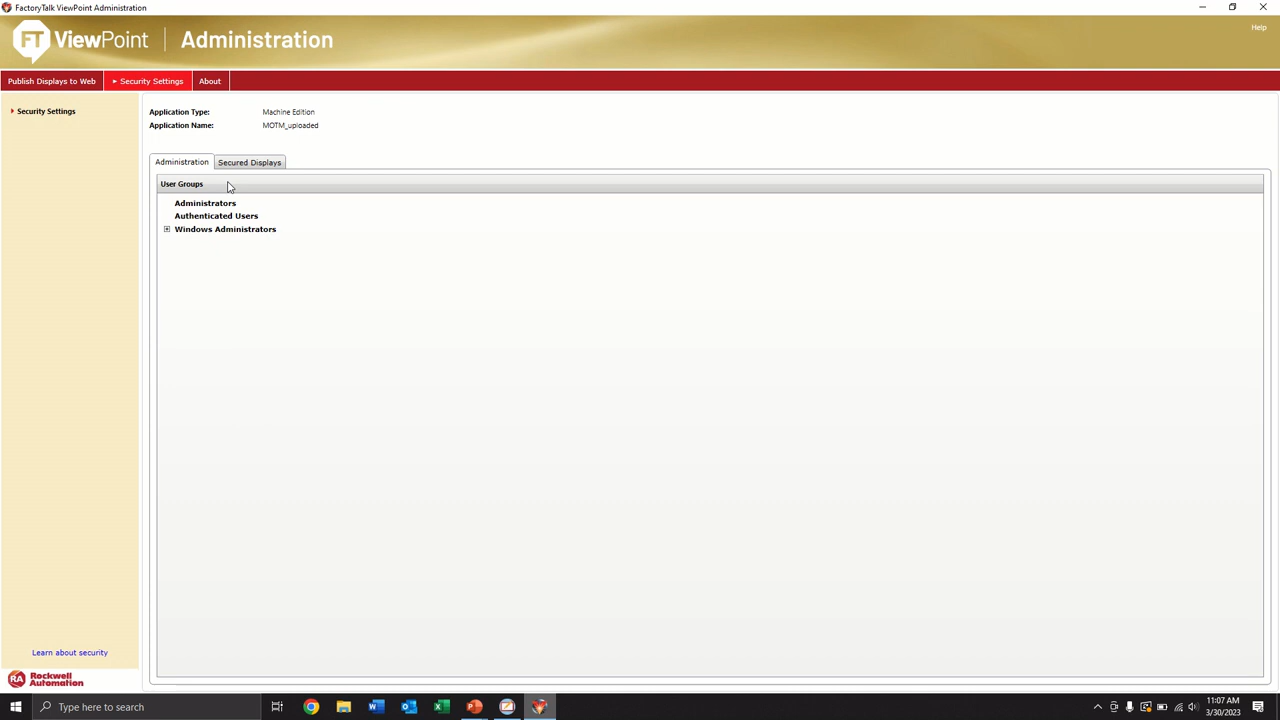 FactoryTalk ViewPoint Administration
FT ViewPoint Administration
Help
Publish Displays to Web Security Settings About
Security Settings
Application Type: Machine Edition
Application Name: MOTM_uploaded
Administration Secured Displays
User Groups
Administrators
Authenticated Users
Windows Administrators
Learn about security
RA Rockwell
Automation
Type here to search
11:07 AM
3/30/2023